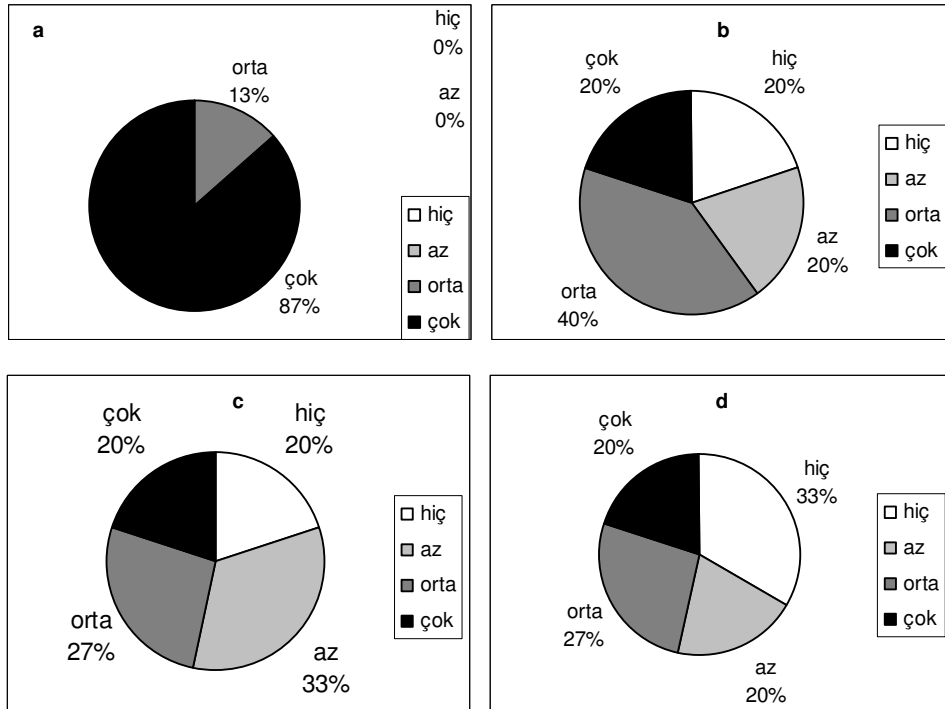 a
hiç
0%
orta
13%
az
0%
çok
87%
hiç
az
orta
çok
b
çok
20%
hiç
20%
az
20%
orta
40%
hiç
az
orta
çok
c
çok
20%
hiç
20%
orta
27%
az
33%
hiç
az
orta
çok
d
çok
20%
hiç
33%
orta
27%
az
20%
hiç
az
orta
çok